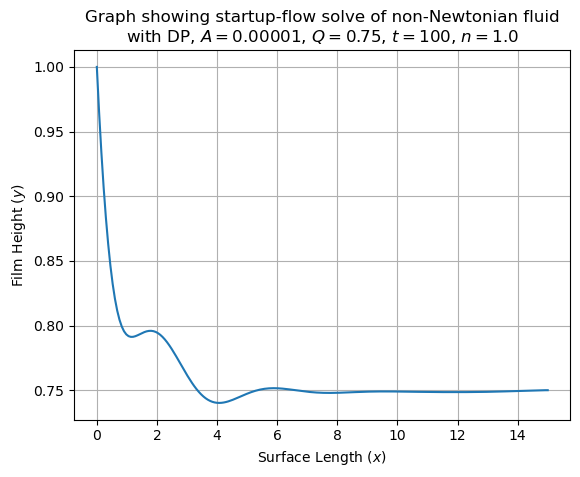 Graph showing startup-flow solve of non-Newtonian fluid
with DP, A = 0.00001, Q = 0.75, t = 100, n = 1.0
1.00
0.95
0.90
0.85
0.80
0.75
Film Height (y)
0 2 4 6 8 10 12 14
Surface Length (x)